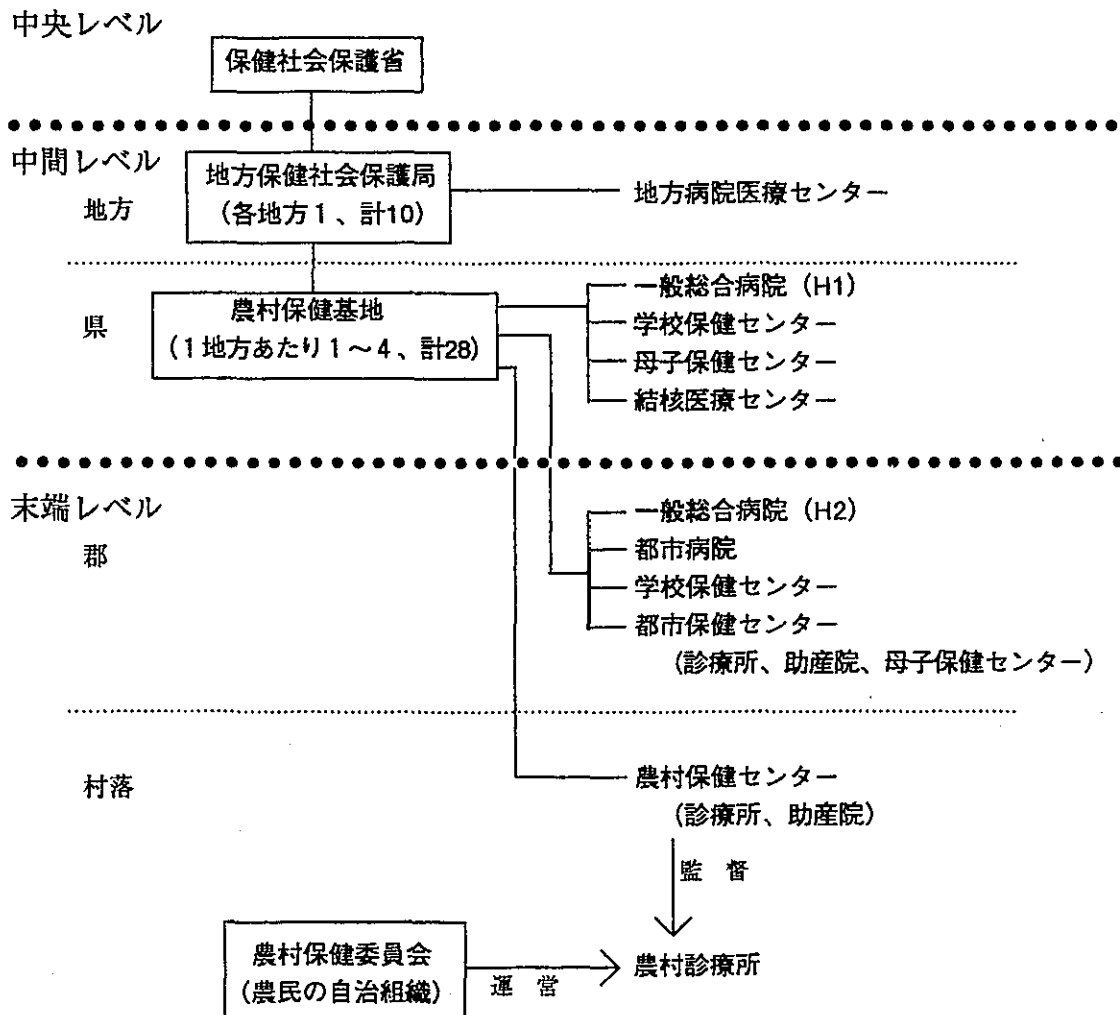 中央レベル
保健社会保護省
中間レベル
地方
地方保健社会保護局
(各地方1、計10)
地方病院医療センター
県
農村保健基地
(1地方あたり1～4、計28)
一般総合病院 (H1)
学校保健センター
母子保健センター
結核医療センター
末端レベル
郡
一般総合病院 (H2)
都市病院
学校保健センター
都市保健センター
(診療所、助産院、母子保健センター)
村落
農村保健センター
(診療所、助産院)
監 督
農村保健委員会
(農民の自治組織)
運 営
農村診療所